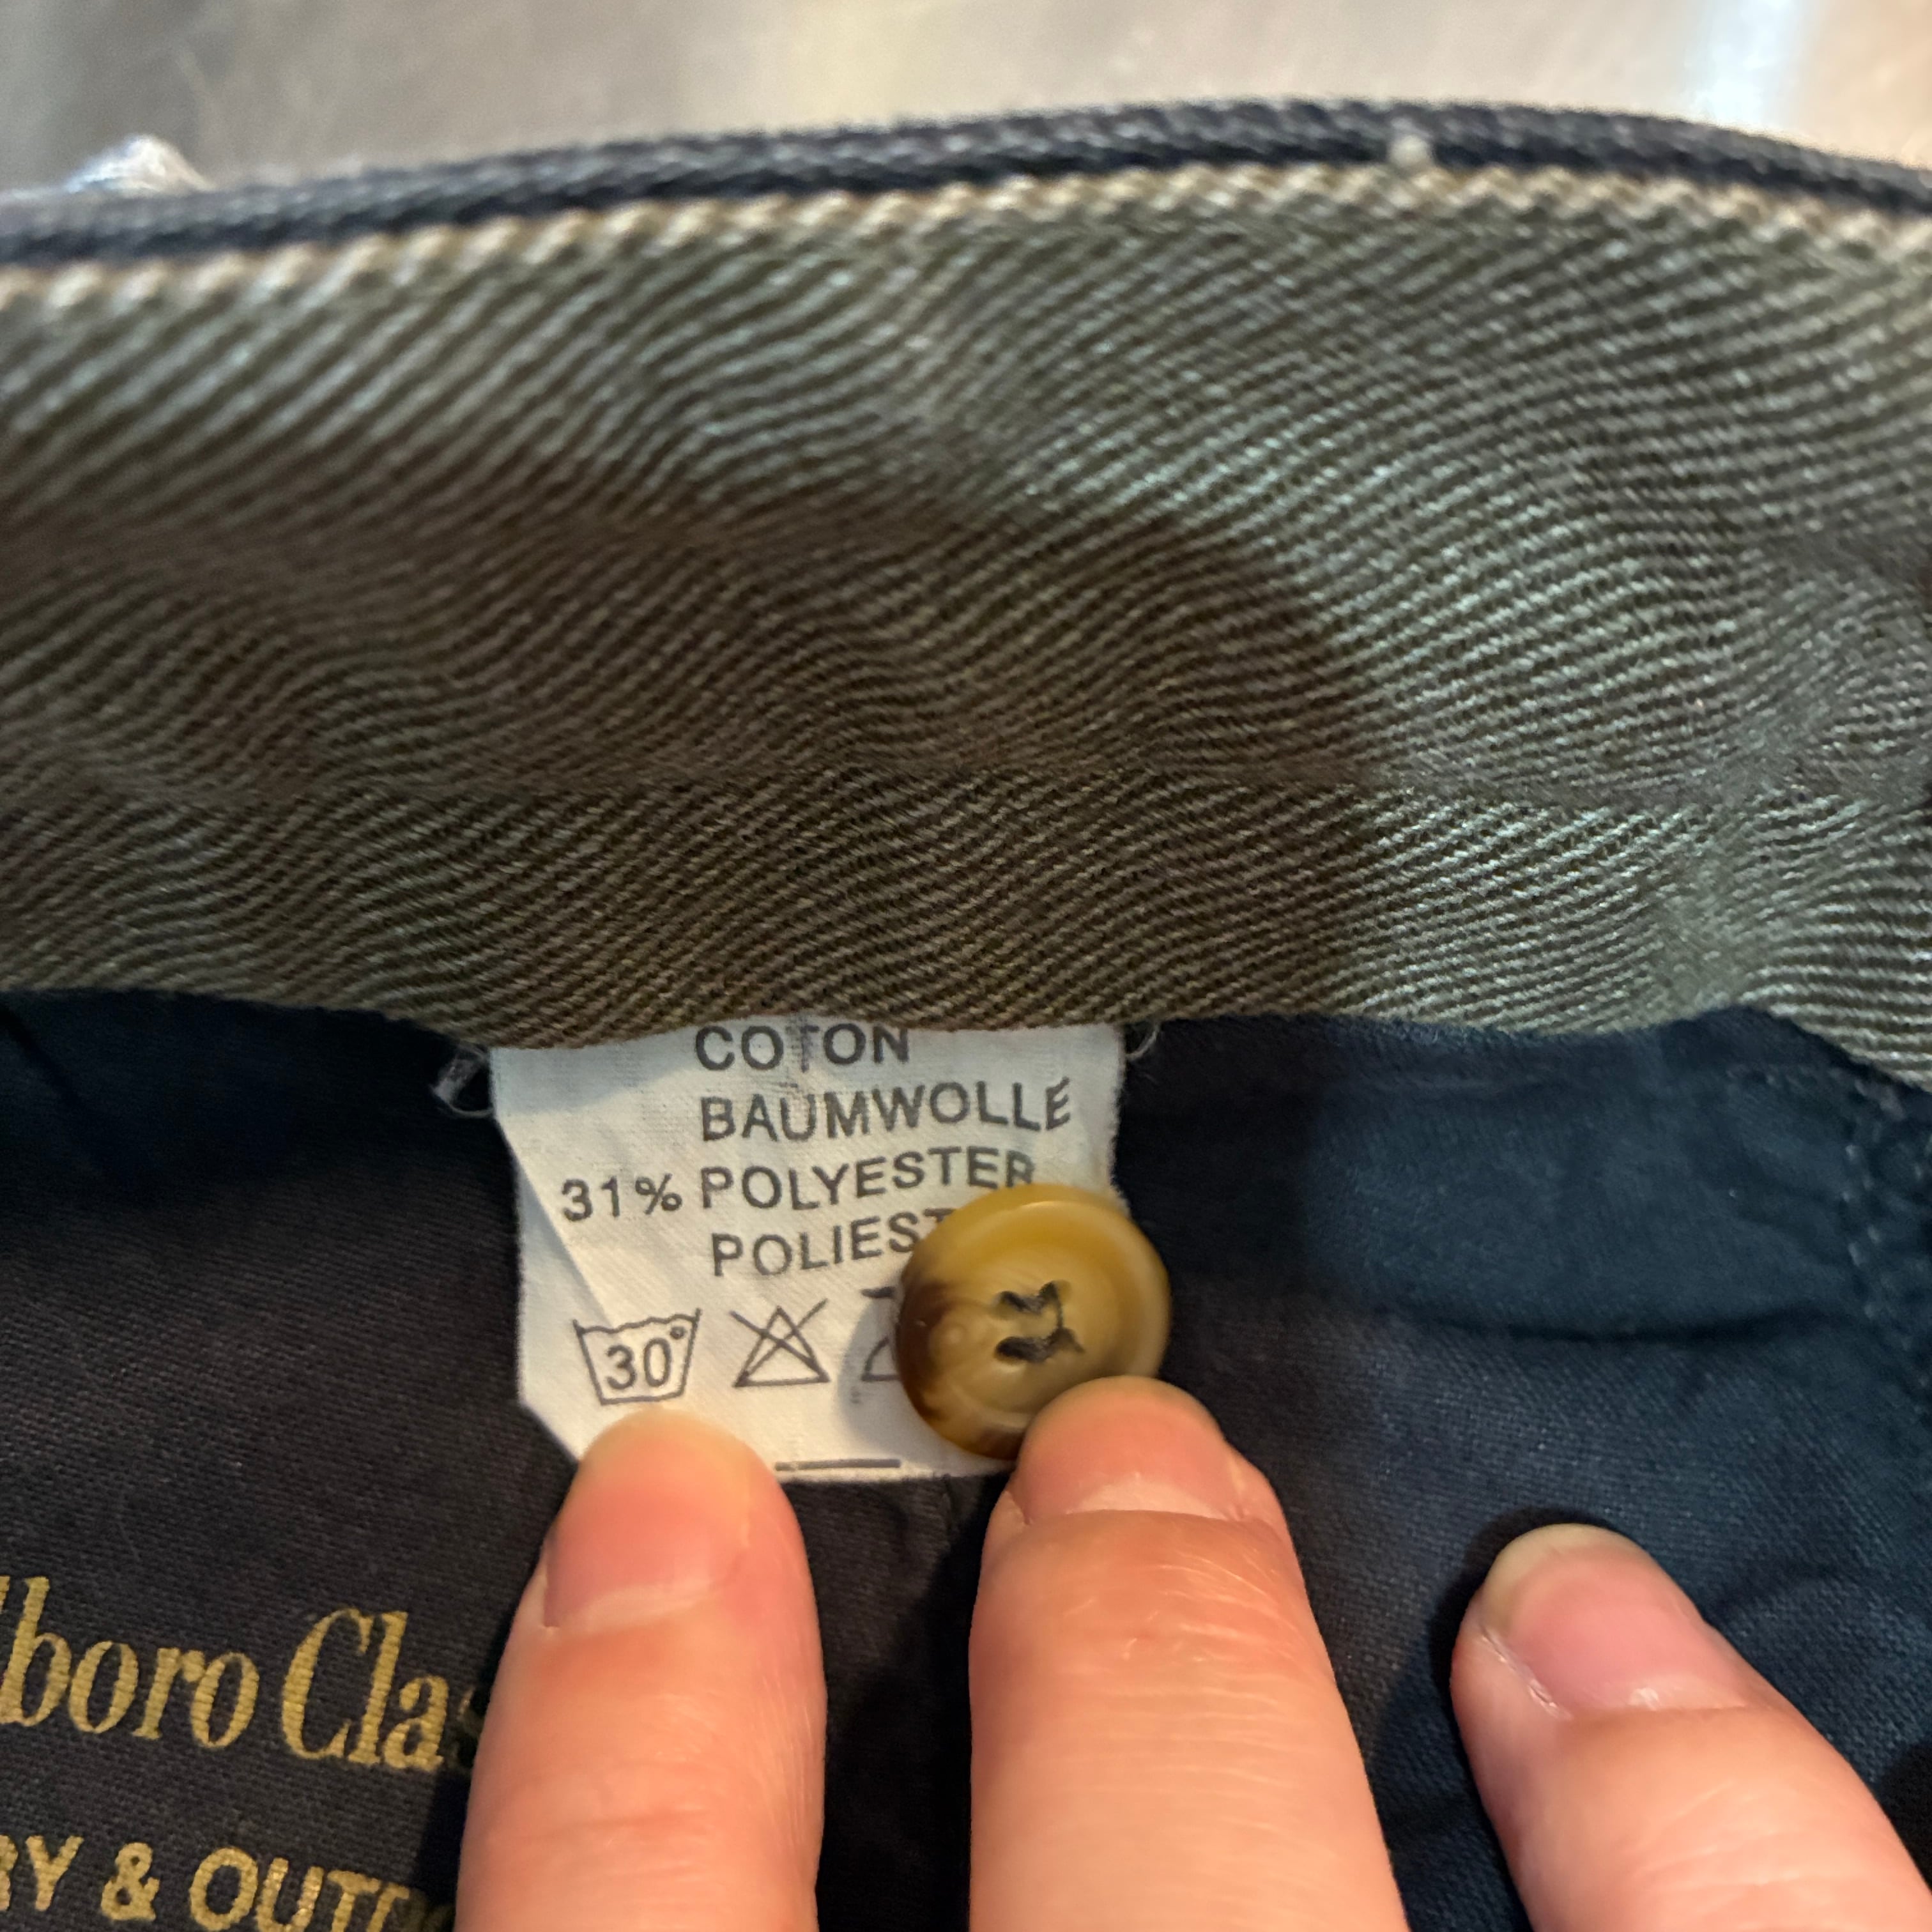 COTON
BAUMWOLLE
31% POLYESTER
POLIEST
30°
lboro Clas
RY & OUT